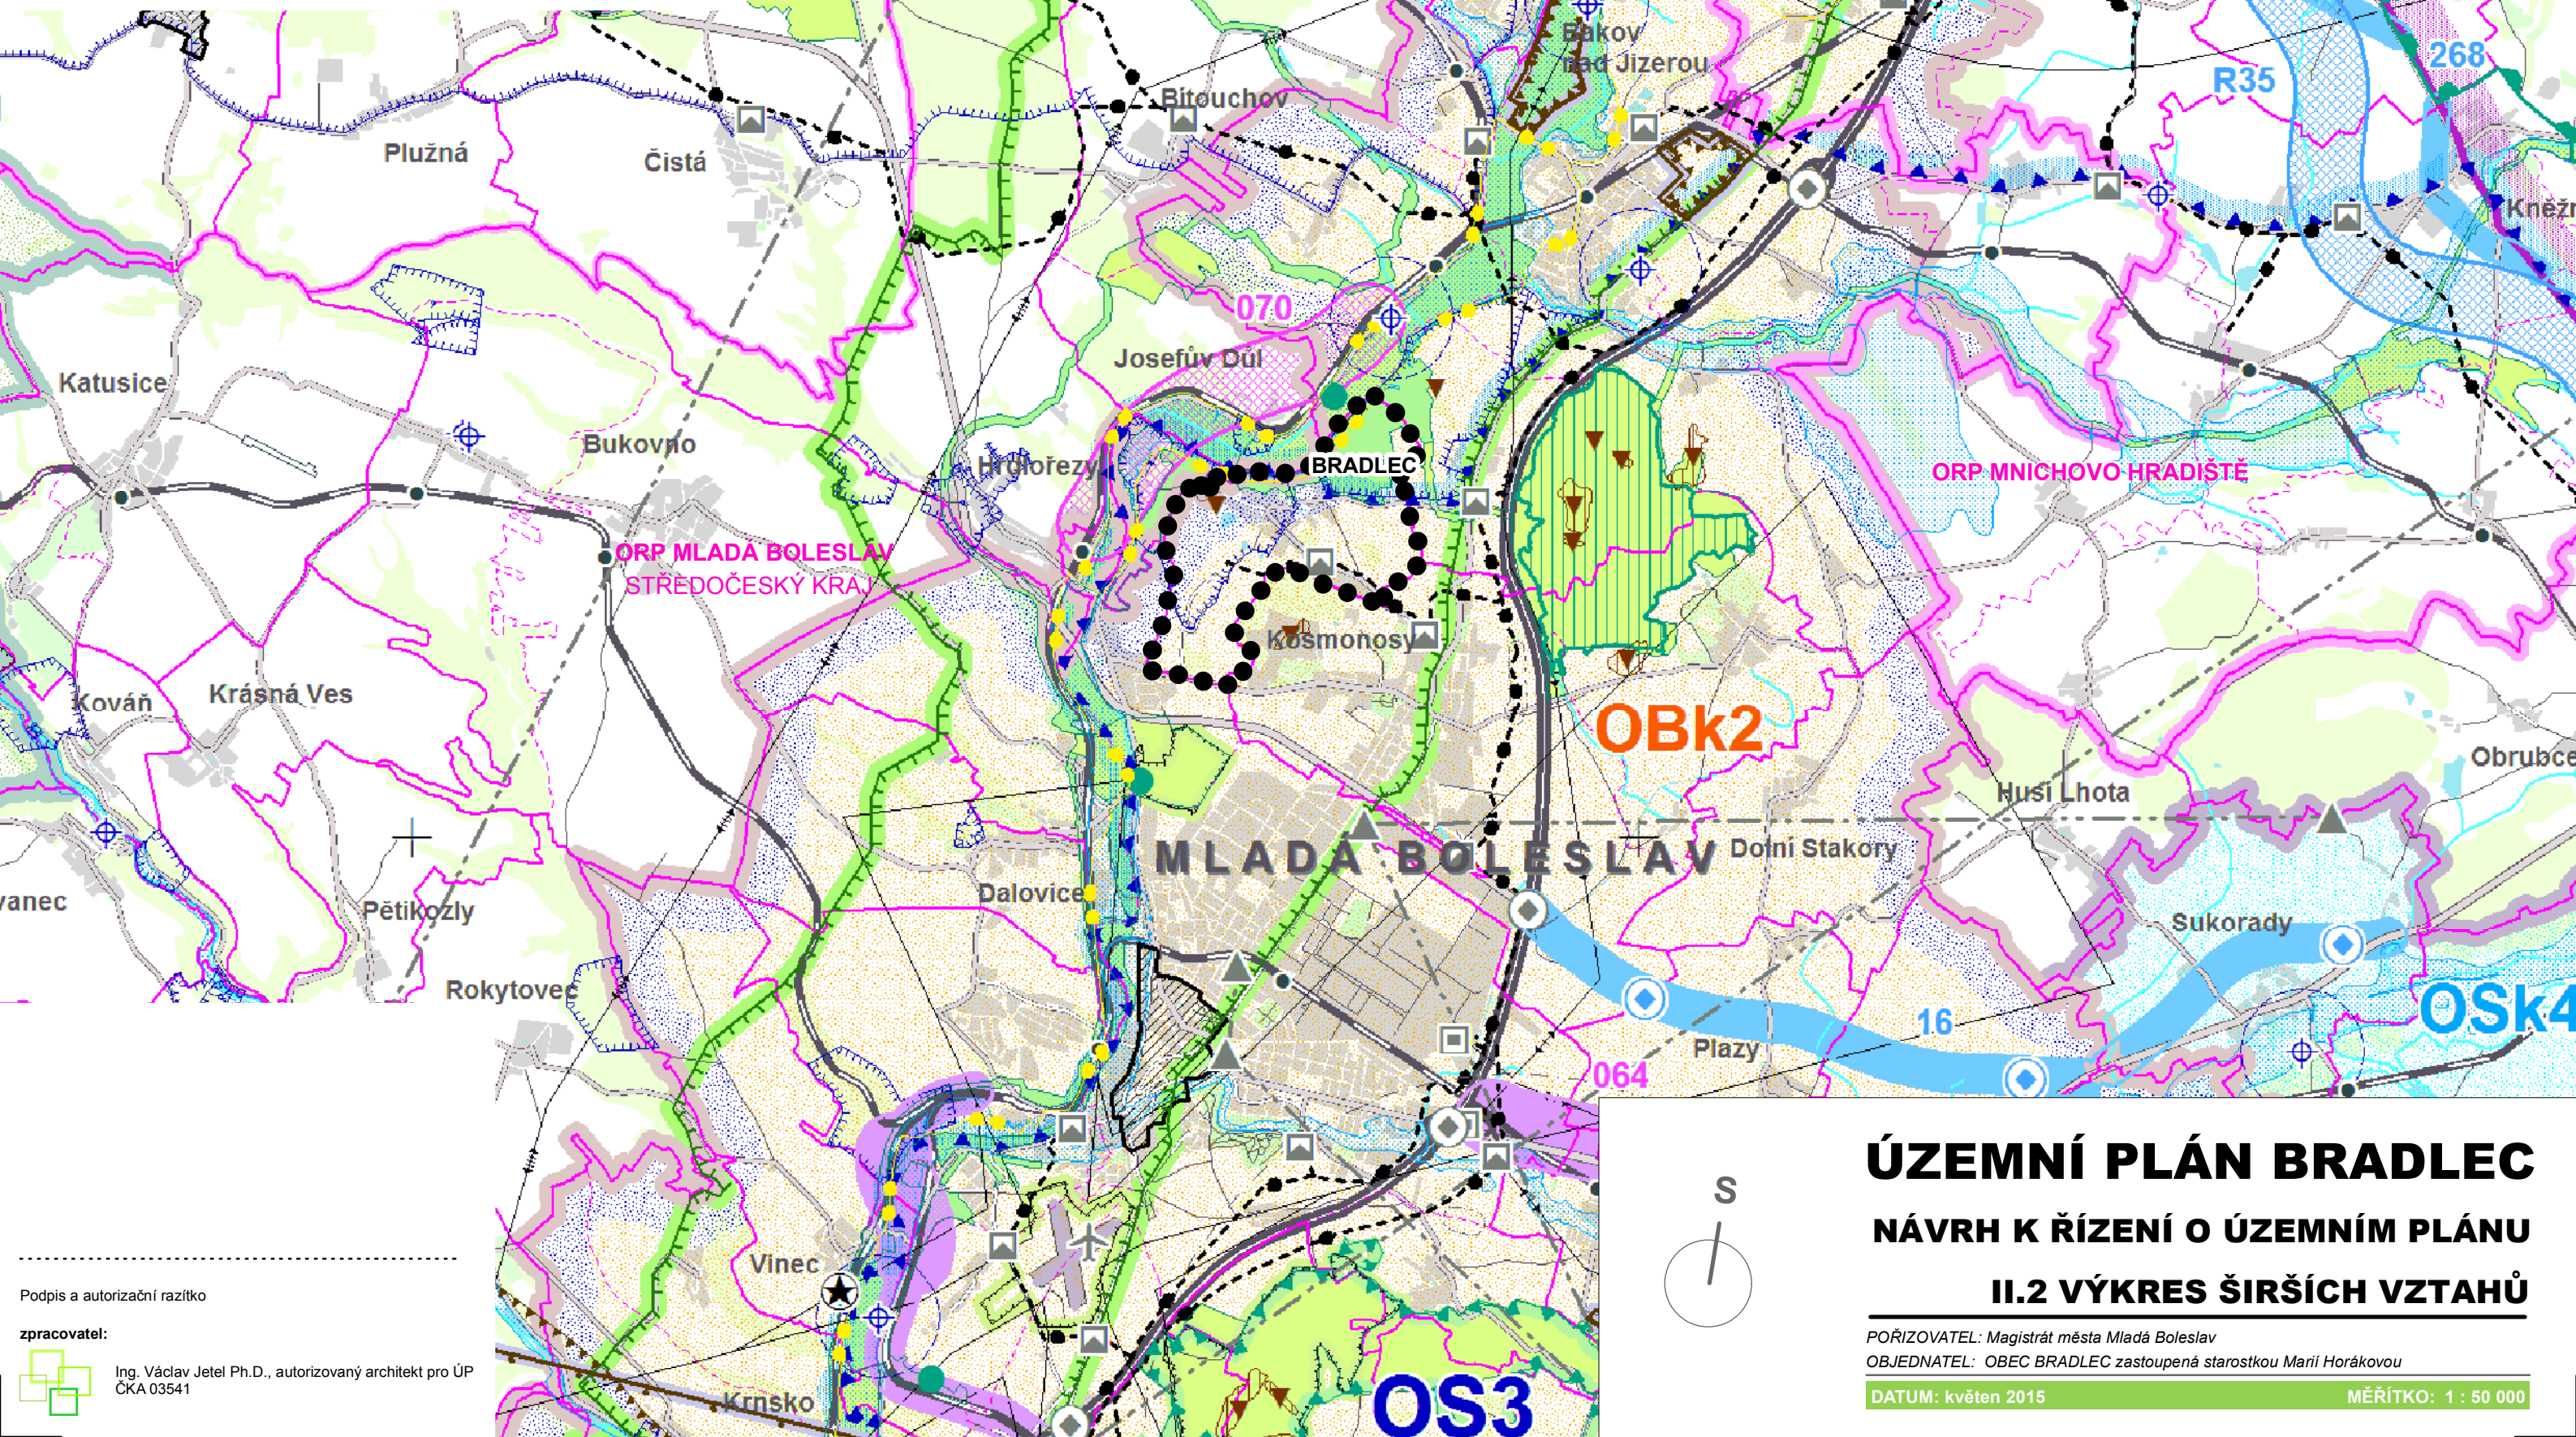 Bakov
nad Jizerou
268
R35
Bítouchov
Plužná
Čistá
070
Josefův Důl
Katusice
Bukovno
Hrdlořezy
BRADLEC
ORP MNICHOVO HRADIŠTĚ
ORP MLADÁ BOLESLAV
STŘEDOČESKÝ KRAJ
Kosmonosy
Kováň
Krásná Ves
OBk2
Obrubce
Husí Lhota
MLADÁ BOLESLAV
Dolní Stakory
Dalovice
vanec
Pětikozly
Sukorady
Rokytovec
OSk4
16
Plazy
064
Vinec
Krnsko
OS3
Podpis a autorizační razítko
zpracovatel:
Ing. Václav Jetel Ph.D., autorizovaný architekt pro ÚP
ČKA 03541
S
ÚZEMNÍ PLÁN BRADLEC
NÁVRH K ŘÍZENÍ O ÚZEMNÍM PLÁNU
II.2 VÝKRES ŠIRŠÍCH VZTAHŮ
POŘIZOVATEL: Magistrát města Mladá Boleslav
OBJEDNATEL: OBEC BRADLEC zastoupená starostkou Marií Horákovou
DATUM: květen 2015 MĚŘÍTKO: 1 : 50 000